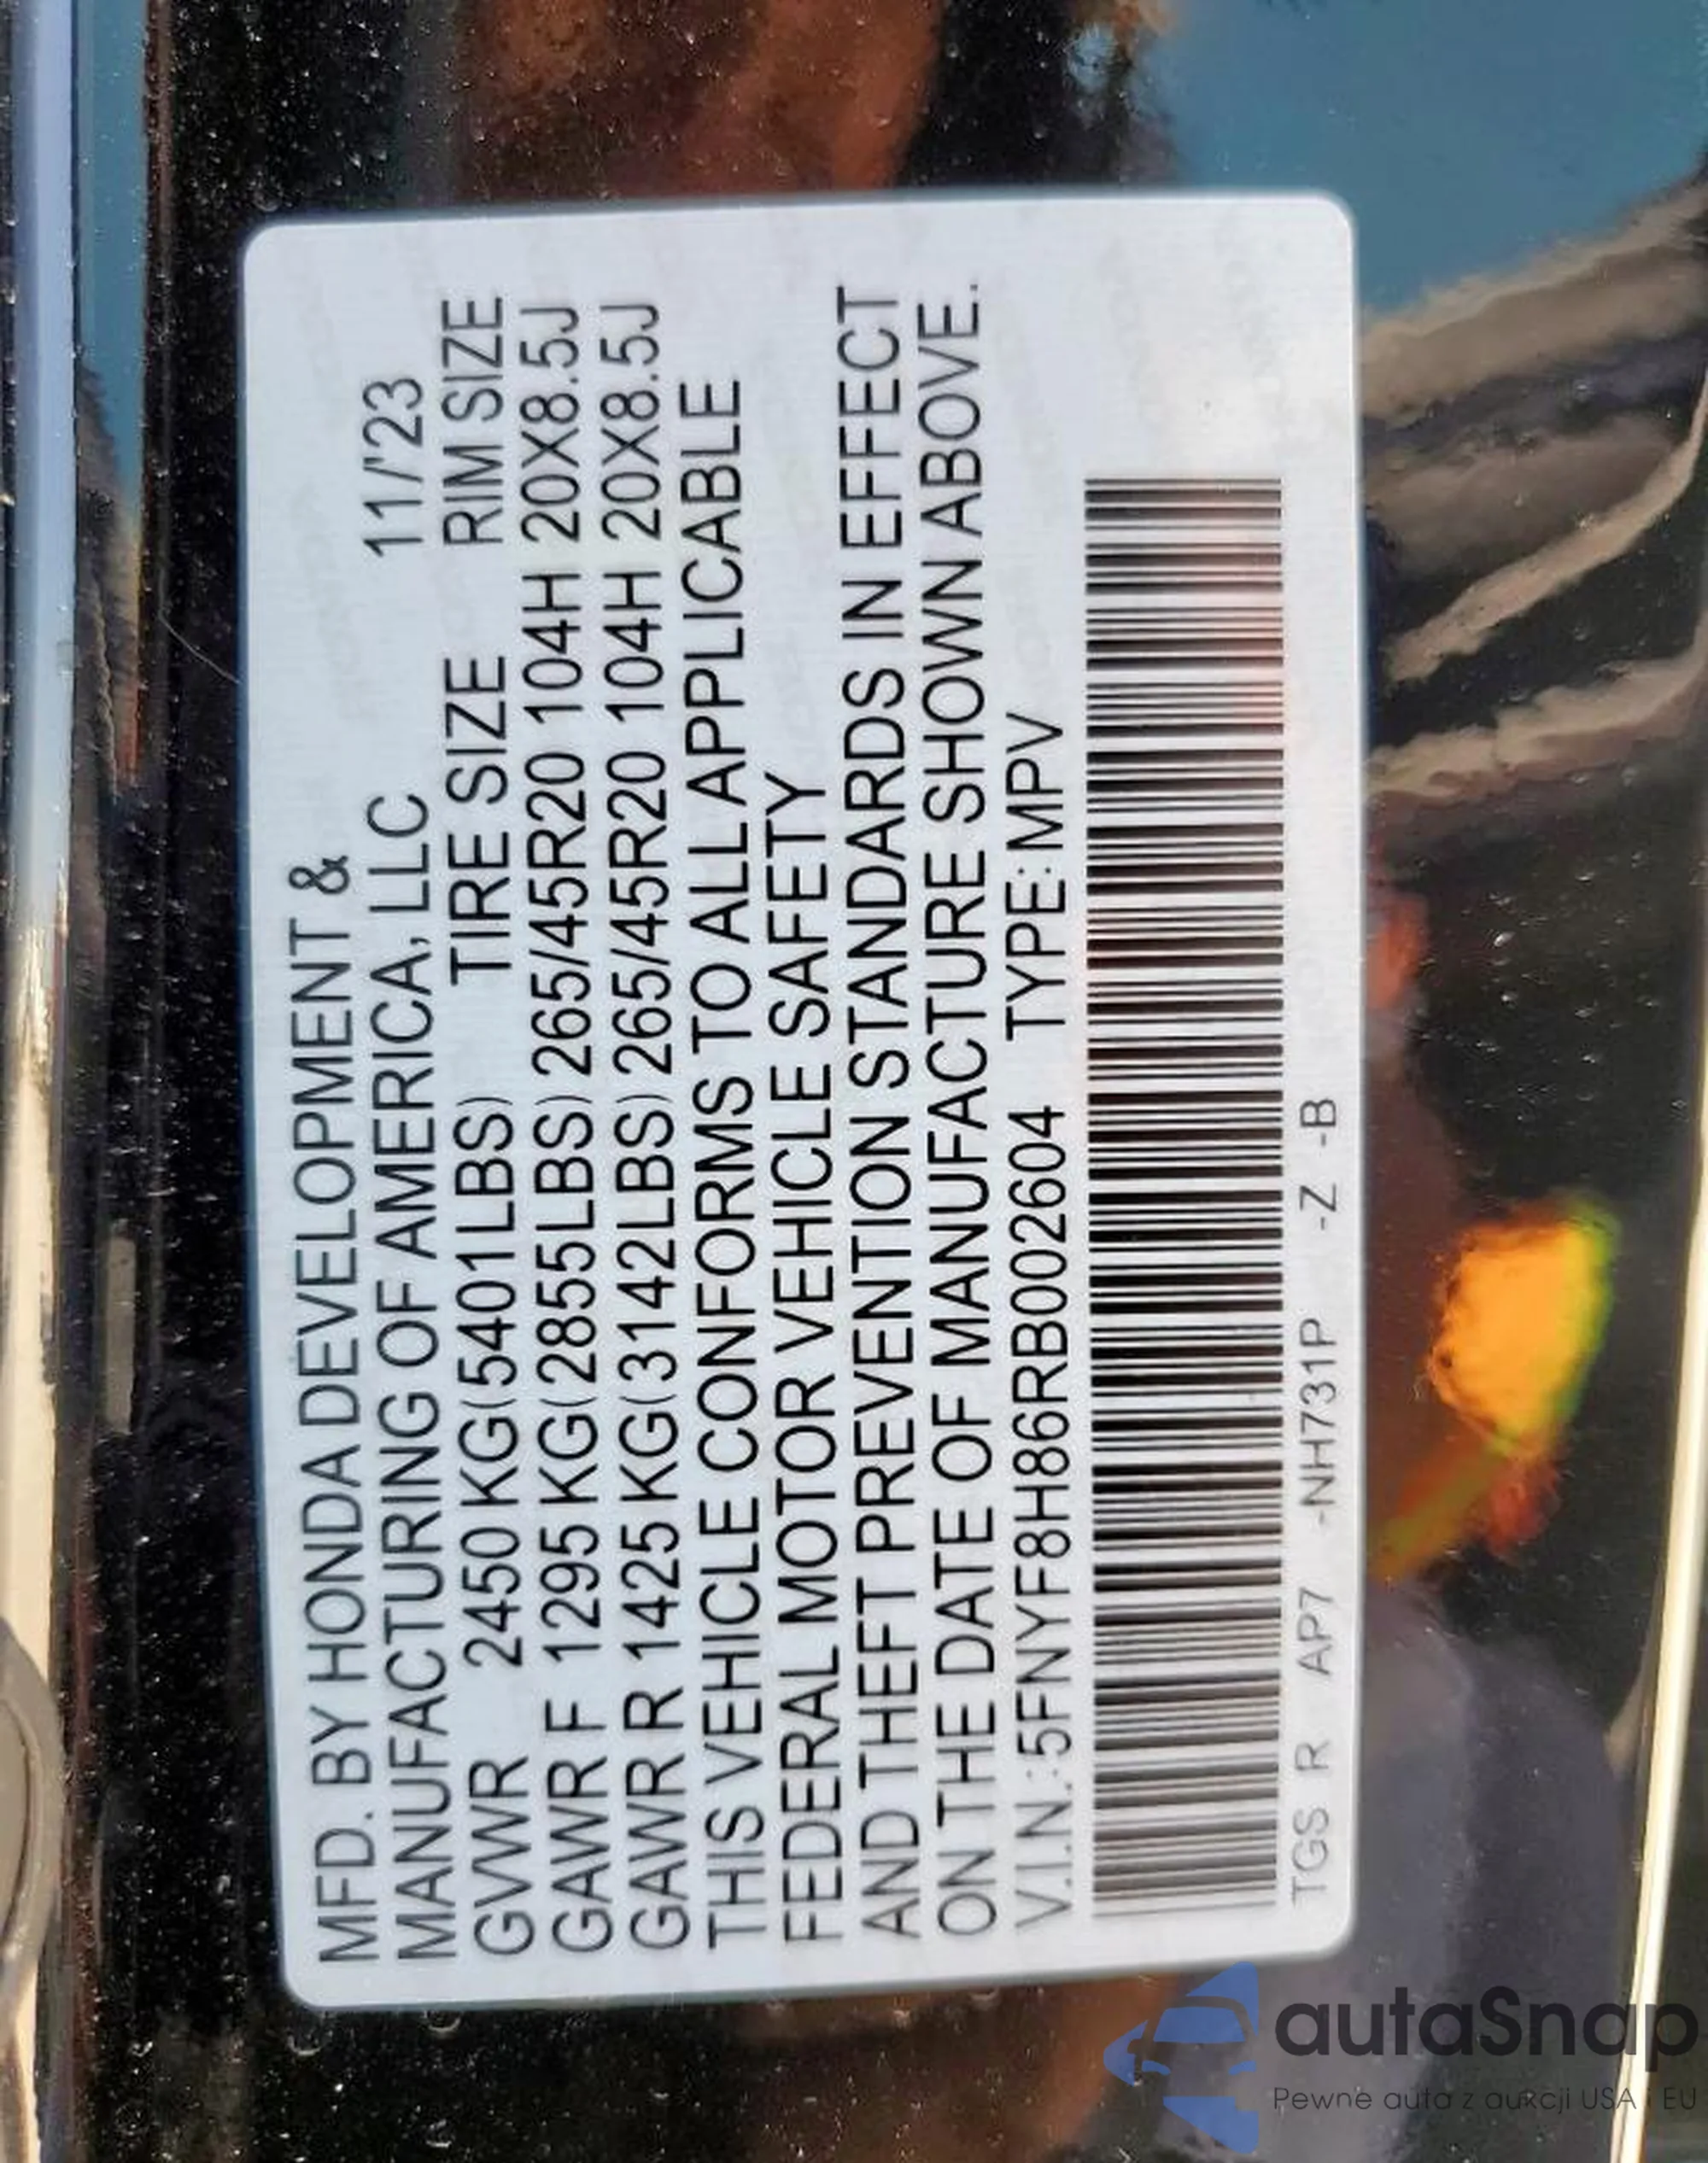 MFD. BY HONDA DEVELOPMENT &
MANUFACTURING OF AMERICA, LLC 11/'23
GVWR 2450 KG(5401LBS) TIRE SIZE RIM SIZE
GAWR F 1295 KG(2855LBS) 265/45R20 104H 20X8.5J
GAWR R 1425 KG(3142LBS) 265/45R20 104H 20X8.5J
THIS VEHICLE CONFORMS TO ALL APPLICABLE
FEDERAL MOTOR VEHICLE SAFETY
AND THEFT PREVENTION STANDARDS IN EFFECT
ON THE DATE OF MANUFACTURE SHOWN ABOVE.
V.I.N.:5FNYF8H86RB002604 TYPE:MPV
TGS R AP7 -NH731P -Z -B
autaSnap
Pewne auta z aukcji USA i EU